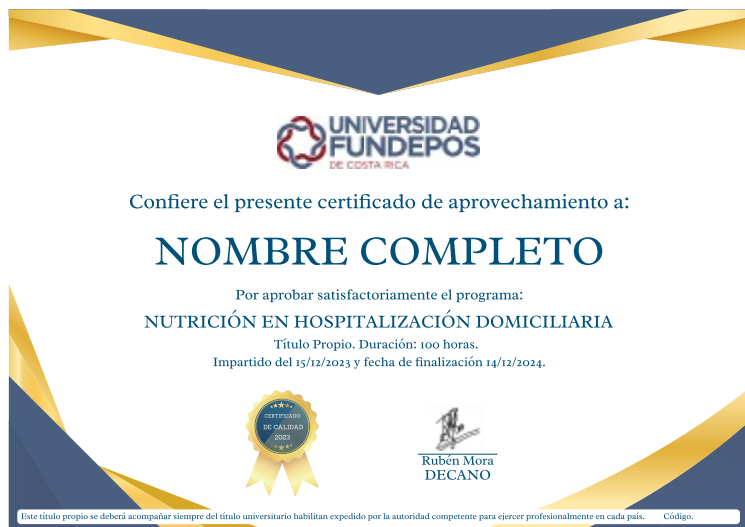 UNIVERSIDAD
FUNDEPOS
DE COSTA RICA
Confiere el presente certificado de aprovechamiento a:
NOMBRE COMPLETO
Por aprobar satisfactoriamente el programa:
NUTRICIÓN EN HOSPITALIZACIÓN DOMICILIARIA
Título Propio. Duración: 100 horas.
Impartido del 15/12/2023 y fecha de finalización 14/12/2024.
CERTIFICADO
DE CALIDAD
2023
Rubén Mora
DECANO
Este título propio se deberá acompañar siempre del título universitario habilitan expedido por la autoridad competente para ejercer profesionalmente en cada país. Código.